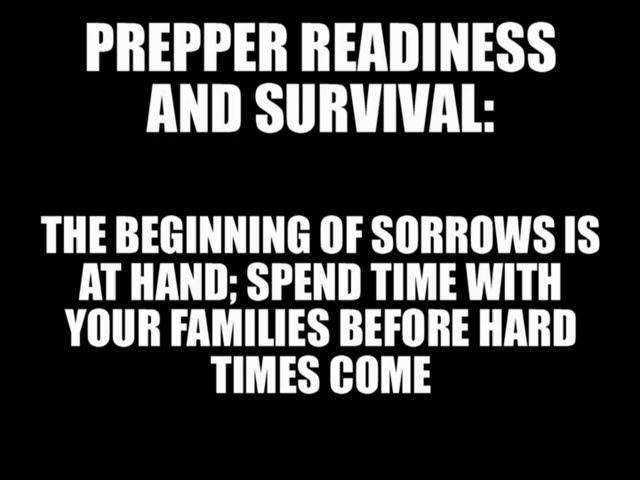 PREPPER READINESS
AND SURVIVAL:
THE BEGINNING OF SORROWS IS
AT HAND; SPEND TIME WITH
YOUR FAMILIES BEFORE HARD
TIMES COME